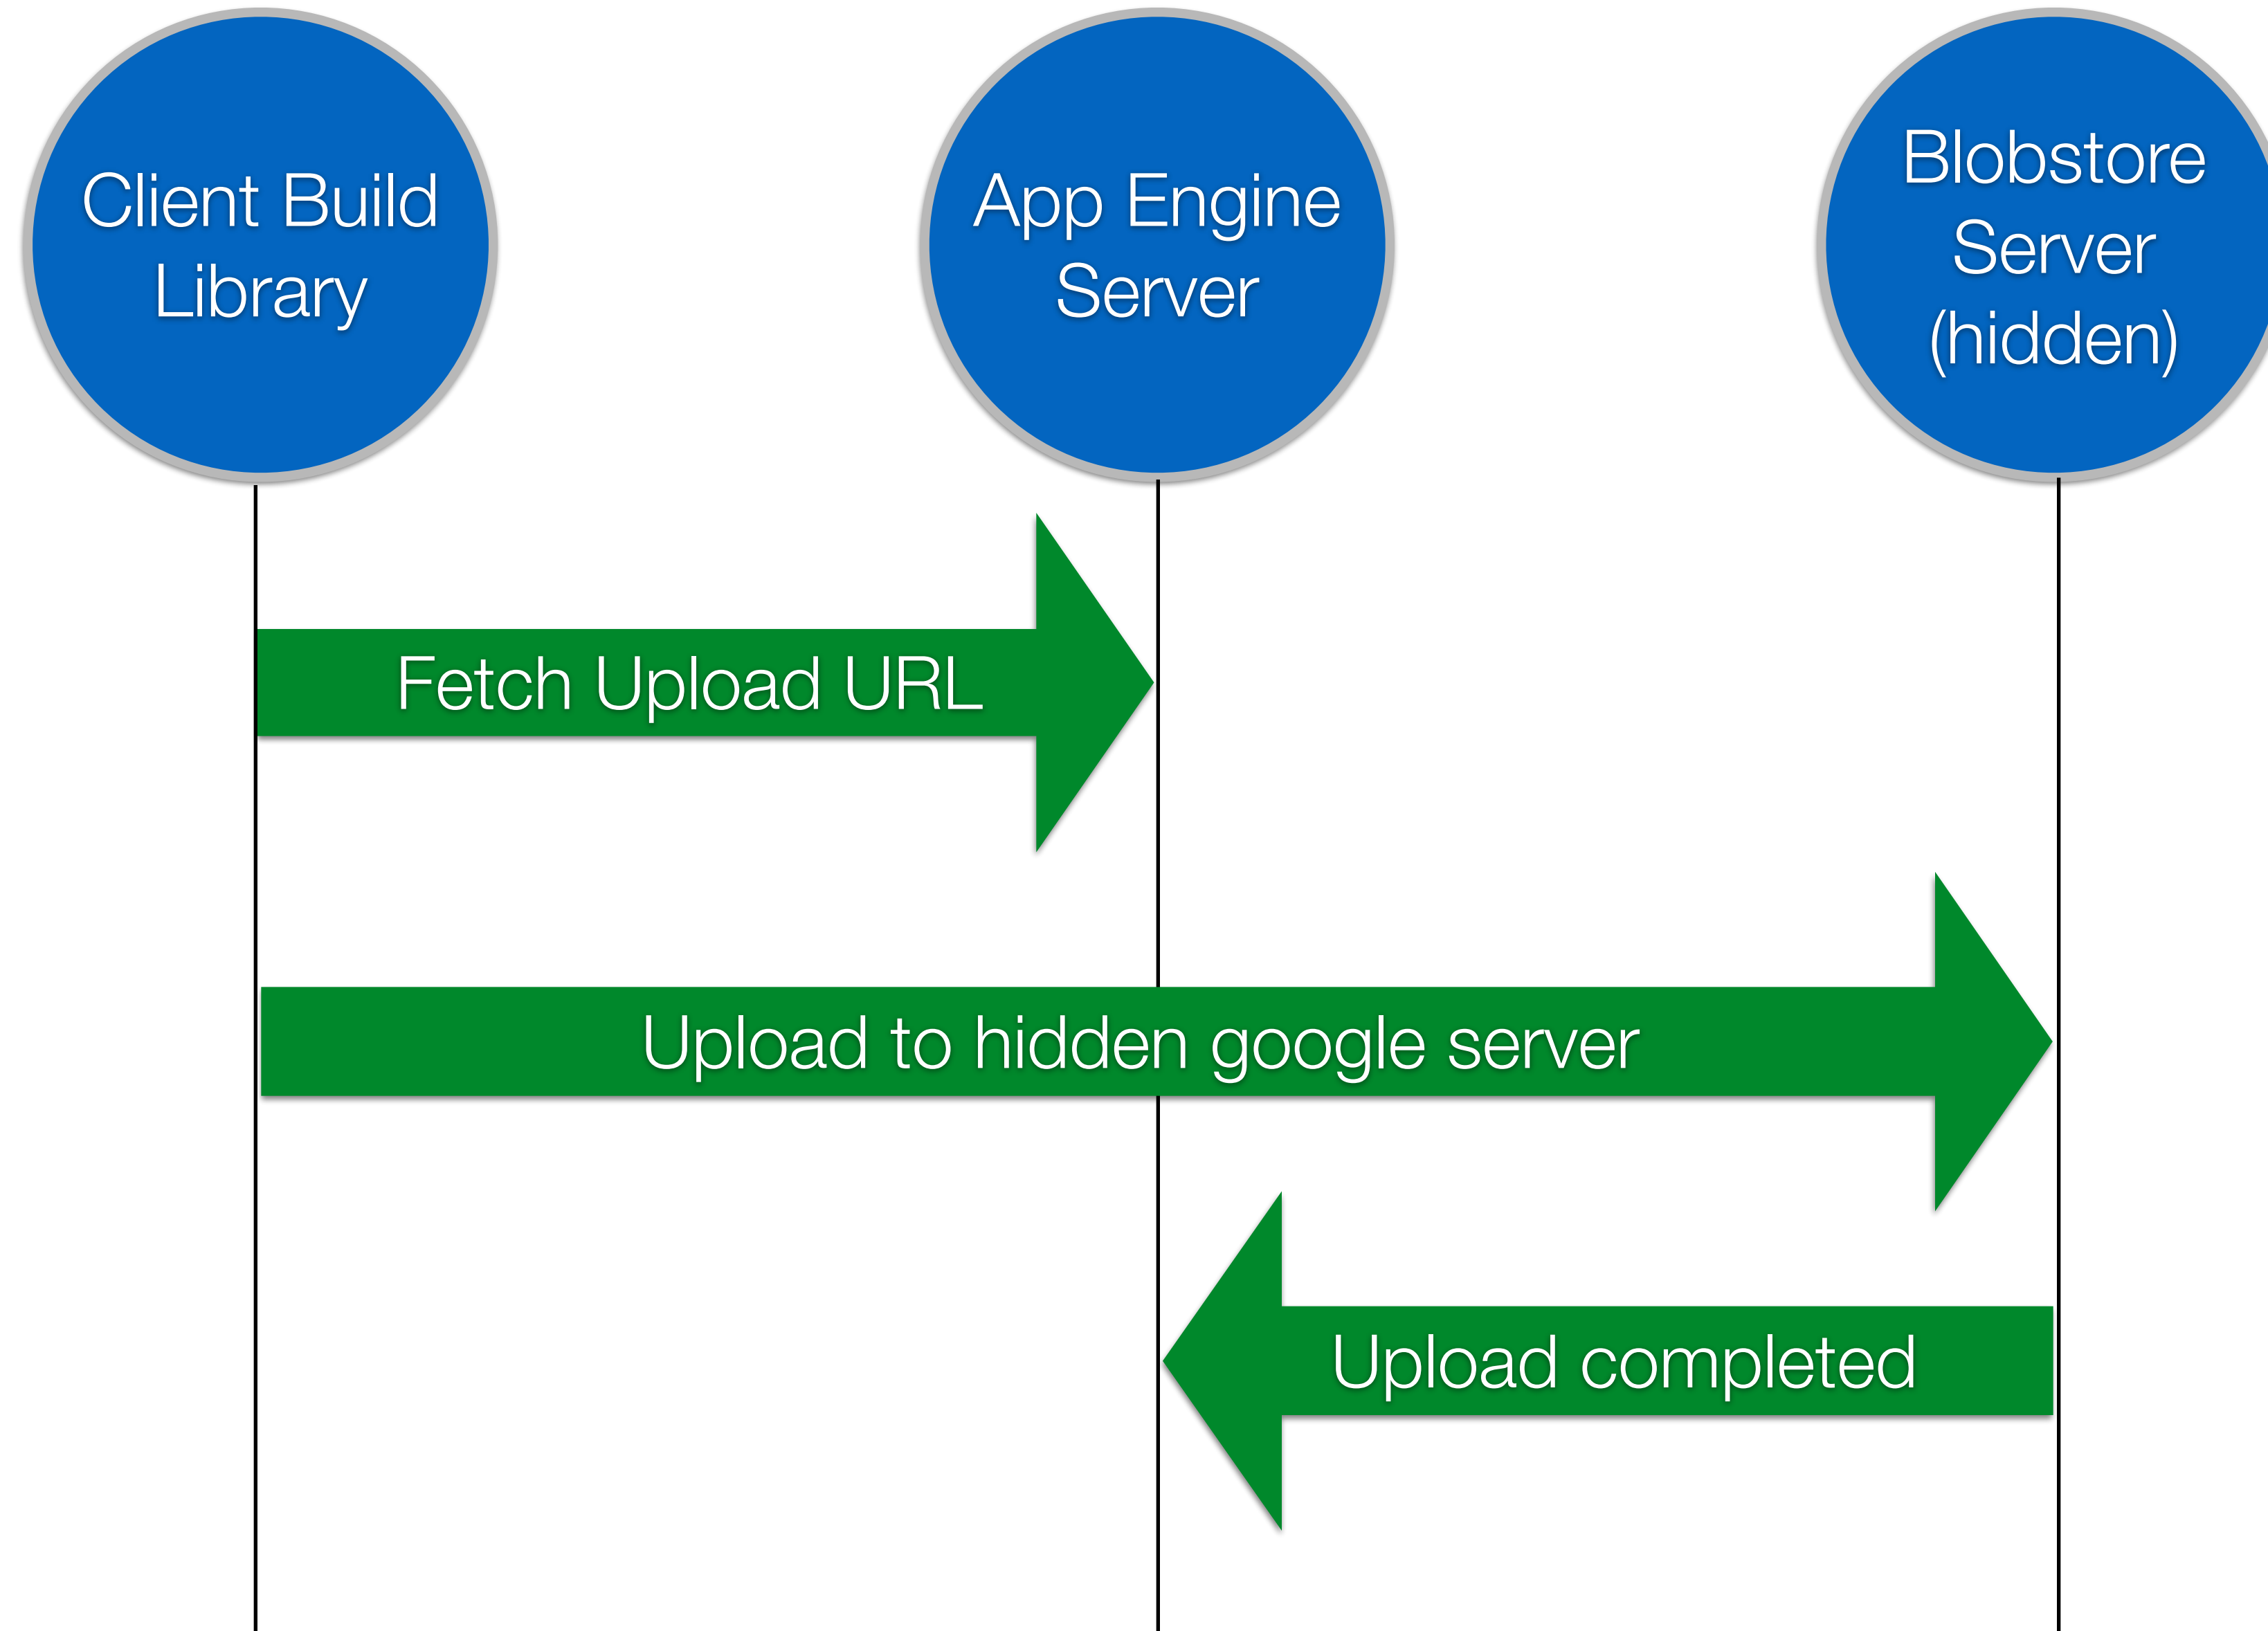 Client Build
Library
App Engine
Server
Blobstore
Server
(hidden)
Fetch Upload URL
Upload to hidden google server
Upload completed